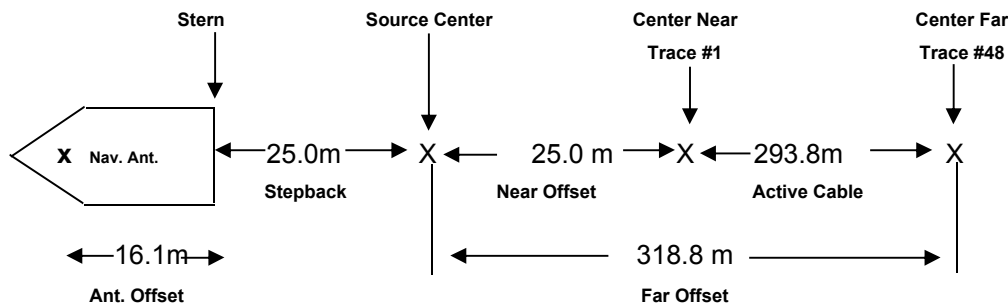 Stern
Source Center
Center Near
Trace #1
Center Far
Trace #48
X Nav. Ant.
25.0m
X
25.0 m
X
293.8m
X
Stepback
Near Offset
Active Cable
16.1m
318.8 m
Ant. Offset
Far Offset